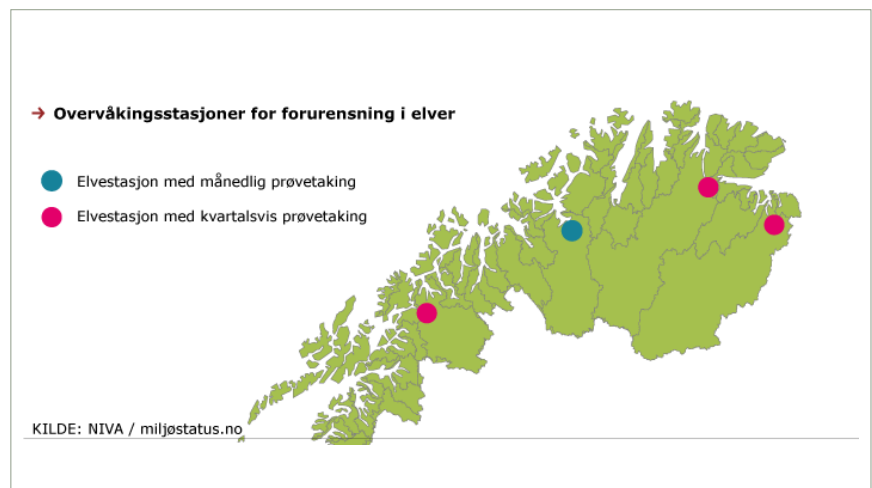 → Overvåkingsstasjoner for forurensning i elver
Elvestasjon med månedlig prøvetaking
Elvestasjon med kvartalsvis prøvetaking
KILDE: NIVA / miljøstatus.no